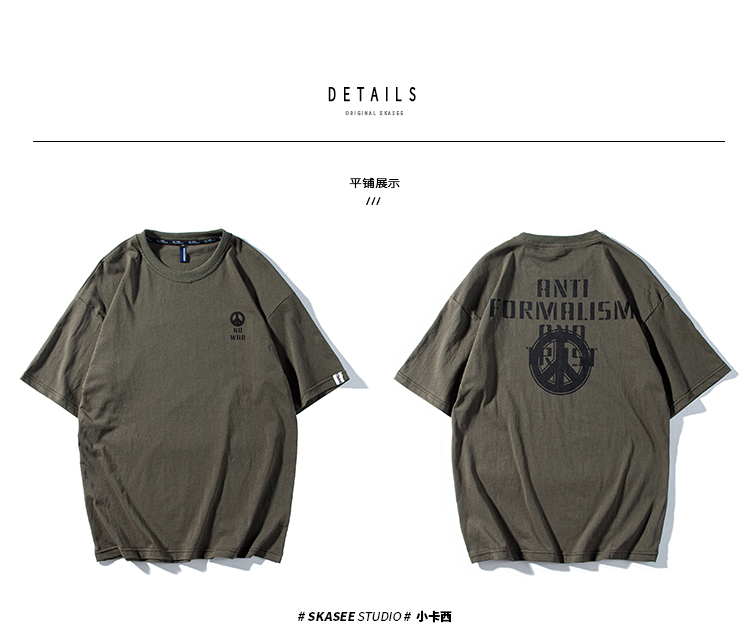 DETAILS
ORIGINAL SKASEE
平铺展示
///
NO
WAR
ANTI
FORMALISM
AND
# SKASEE STUDIO # 小卡西